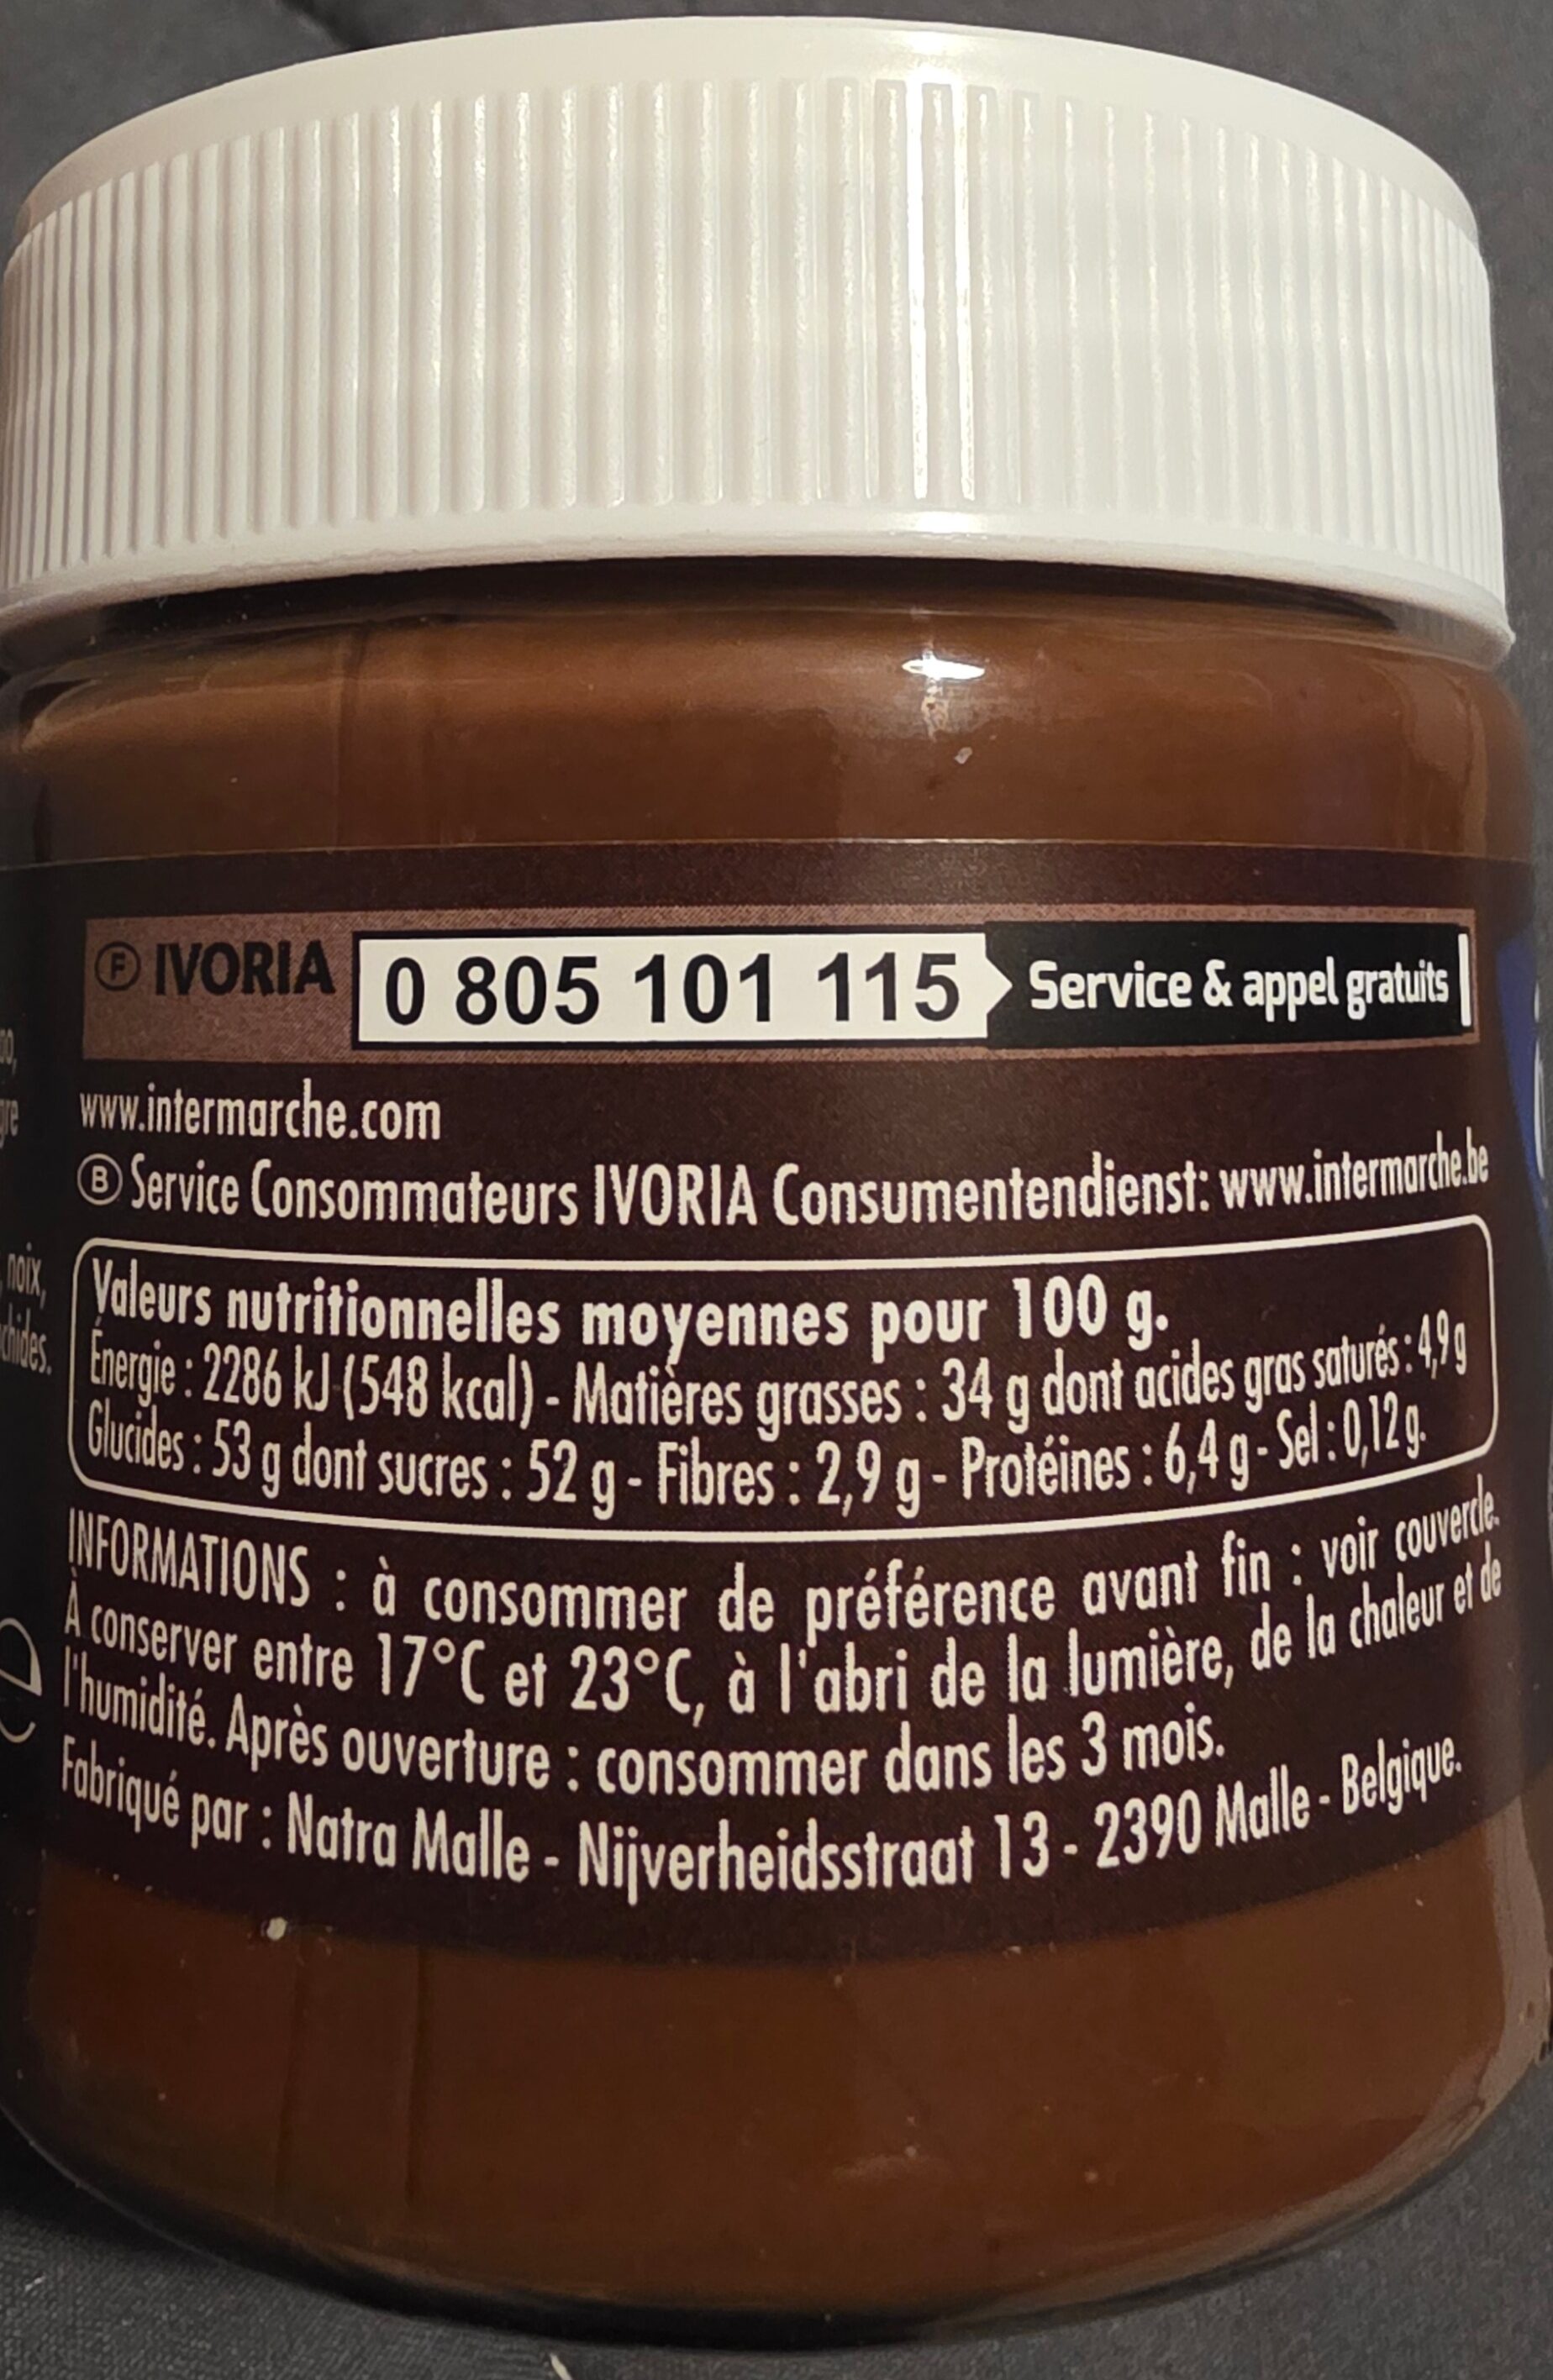 Ⓕ IVORIA 0 805 101 115 Service & appel gratuits
www.intermarche.com
Ⓑ Service Consommateurs IVORIA Consumentendienst: www.intermarche.be
noix,
Valeurs nutritionnelles moyennes pour 100 g.
Énergie : 2286 kJ (548 kcal) - Matières grasses : 34 g dont acides gras saturés : 4,9 g
Glucides : 53 g dont sucres : 52 g - Fibres : 2,9 g - Protéines : 6,4 g - Sel : 0,12 g.
INFORMATIONS : à consommer de préférence avant fin : voir couvercle.
À conserver entre 17°C et 23°C, à l'abri de la lumière, de la chaleur et de
l'humidité. Après ouverture : consommer dans les 3 mois.
Fabriqué par : Natra Malle - Nijverheidsstraat 13 - 2390 Malle - Belgique.